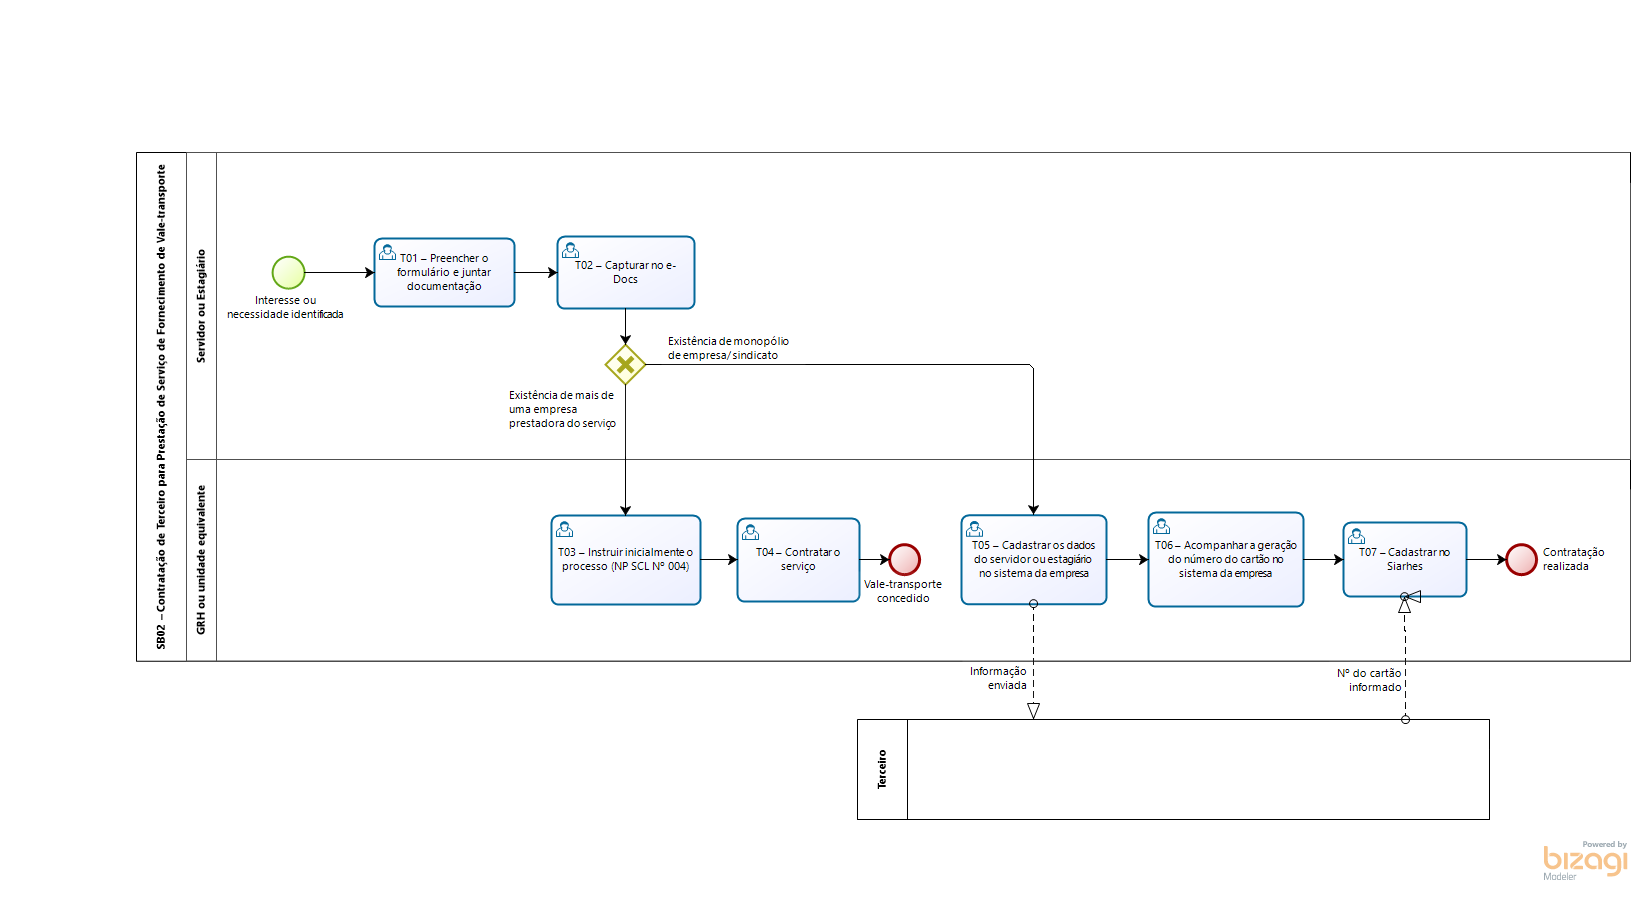 SB02 – Contratação de Terceiro para Prestação de Serviço de Fornecimento de Vale-transporte
Servidor ou Estagiário
Interesse ou
necessidade identificada
T01 – Preencher o
formulário e juntar
documentação
T02 – Capturar no e-
Docs
Existência de monopólio
de empresa/sindicato
Existência de mais de
uma empresa
prestadora do serviço
GRH ou unidade equivalente
T03 – Instruir inicialmente o
processo (NP SCL Nº 004)
T04 – Contratar o
serviço
Vale-transporte
concedido
T05 – Cadastrar os dados
do servidor ou estagiário
no sistema da empresa
T06 – Acompanhar a geração
do número do cartão no
sistema da empresa
T07 – Cadastrar no
Siarhes
Contratação
realizada
Informação
enviada
Nº do cartão
informado
Terceiro
Powered by
bizagi
Modeler